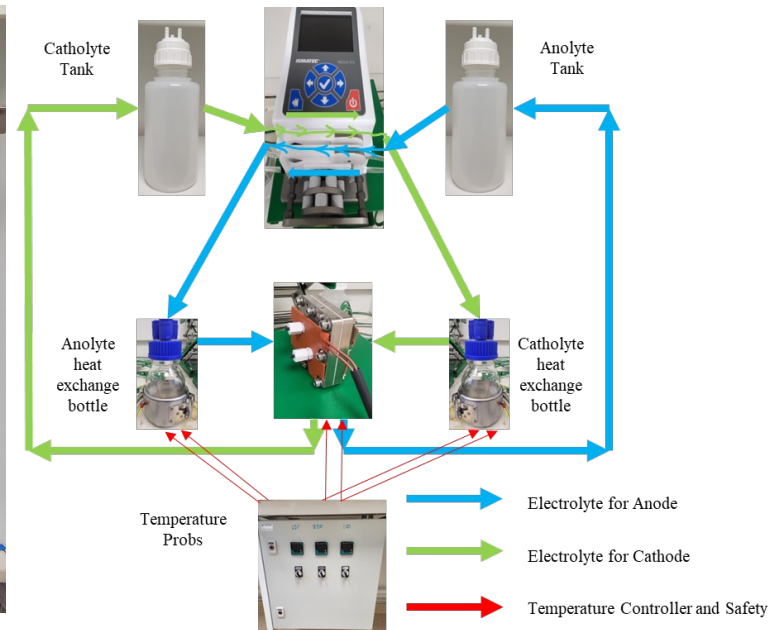 Catholyte
Tank
ISMATEC
Anolyte
Tank
Anolyte
heat
exchange
bottle
Catholyte
heat
exchange
bottle
Temperature
Probs
Electrolyte for Anode
Electrolyte for Cathode
Temperature Controller and Safety